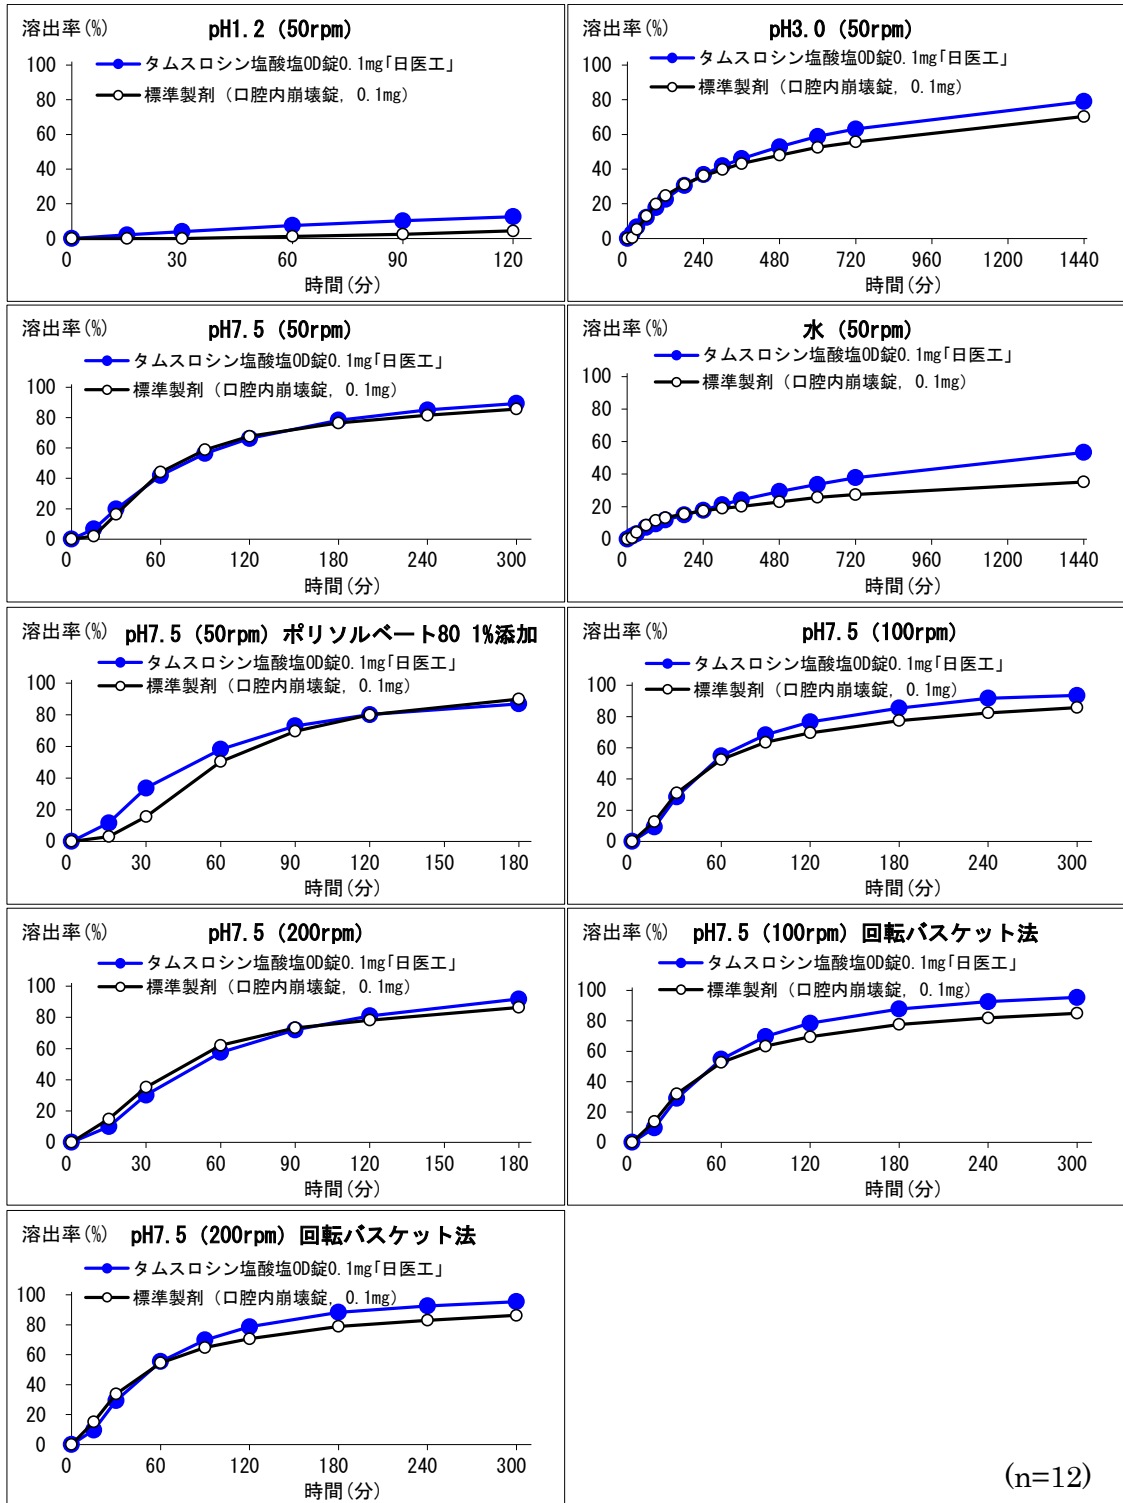 溶出率(%) pH1.2 (50rpm)
タムスロシン塩酸塩OD錠0.1mg「日医工」
標準製剤（口腔内崩壊錠, 0.1mg）
100
80
60
40
20
0
0 30 60 90 120
時間(分)
溶出率(%) pH3.0 (50rpm)
タムスロシン塩酸塩OD錠0.1mg「日医工」
標準製剤（口腔内崩壊錠, 0.1mg）
100
80
60
40
20
0
0 240 480 720 960 1200 1440
時間(分)
溶出率(%) pH7.5 (50rpm)
タムスロシン塩酸塩OD錠0.1mg「日医工」
標準製剤（口腔内崩壊錠, 0.1mg）
100
80
60
40
20
0
0 60 120 180 240 300
時間(分)
溶出率(%) 水 (50rpm)
タムスロシン塩酸塩OD錠0.1mg「日医工」
標準製剤（口腔内崩壊錠, 0.1mg）
100
80
60
40
20
0
0 240 480 720 960 1200 1440
時間(分)
溶出率(%) pH7.5 (50rpm) ポリソルベート80 1%添加
タムスロシン塩酸塩OD錠0.1mg「日医工」
標準製剤（口腔内崩壊錠, 0.1mg）
100
80
60
40
20
0
0 30 60 90 120 150 180
時間(分)
溶出率(%) pH7.5 (100rpm)
タムスロシン塩酸塩OD錠0.1mg「日医工」
標準製剤（口腔内崩壊錠, 0.1mg）
100
80
60
40
20
0
0 60 120 180 240 300
時間(分)
溶出率(%) pH7.5 (200rpm)
タムスロシン塩酸塩OD錠0.1mg「日医工」
標準製剤（口腔内崩壊錠, 0.1mg）
100
80
60
40
20
0
0 30 60 90 120 150 180
時間(分)
溶出率(%) pH7.5 (100rpm) 回転バスケット法
タムスロシン塩酸塩OD錠0.1mg「日医工」
標準製剤（口腔内崩壊錠, 0.1mg）
100
80
60
40
20
0
0 60 120 180 240 300
時間(分)
溶出率(%) pH7.5 (200rpm) 回転バスケット法
タムスロシン塩酸塩OD錠0.1mg「日医工」
標準製剤（口腔内崩壊錠, 0.1mg）
100
80
60
40
20
0
0 60 120 180 240 300
時間(分)
(n=12)